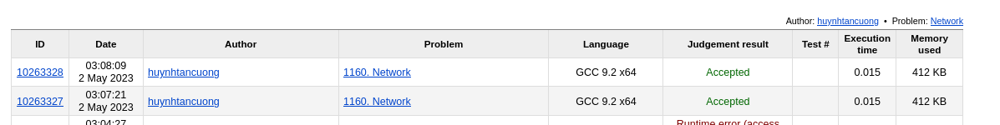 Author: huynhtancuong • Problem: Network
ID Date Author Problem Language Judgement result Test # Execution time Memory used
10263328 03:08:09 2 May 2023 huynhtancuong 1160. Network GCC 9.2 x64 Accepted 0.015 412 KB
10263327 03:07:21 2 May 2023 huynhtancuong 1160. Network GCC 9.2 x64 Accepted 0.015 412 KB
03:04:27 Runtime error (access